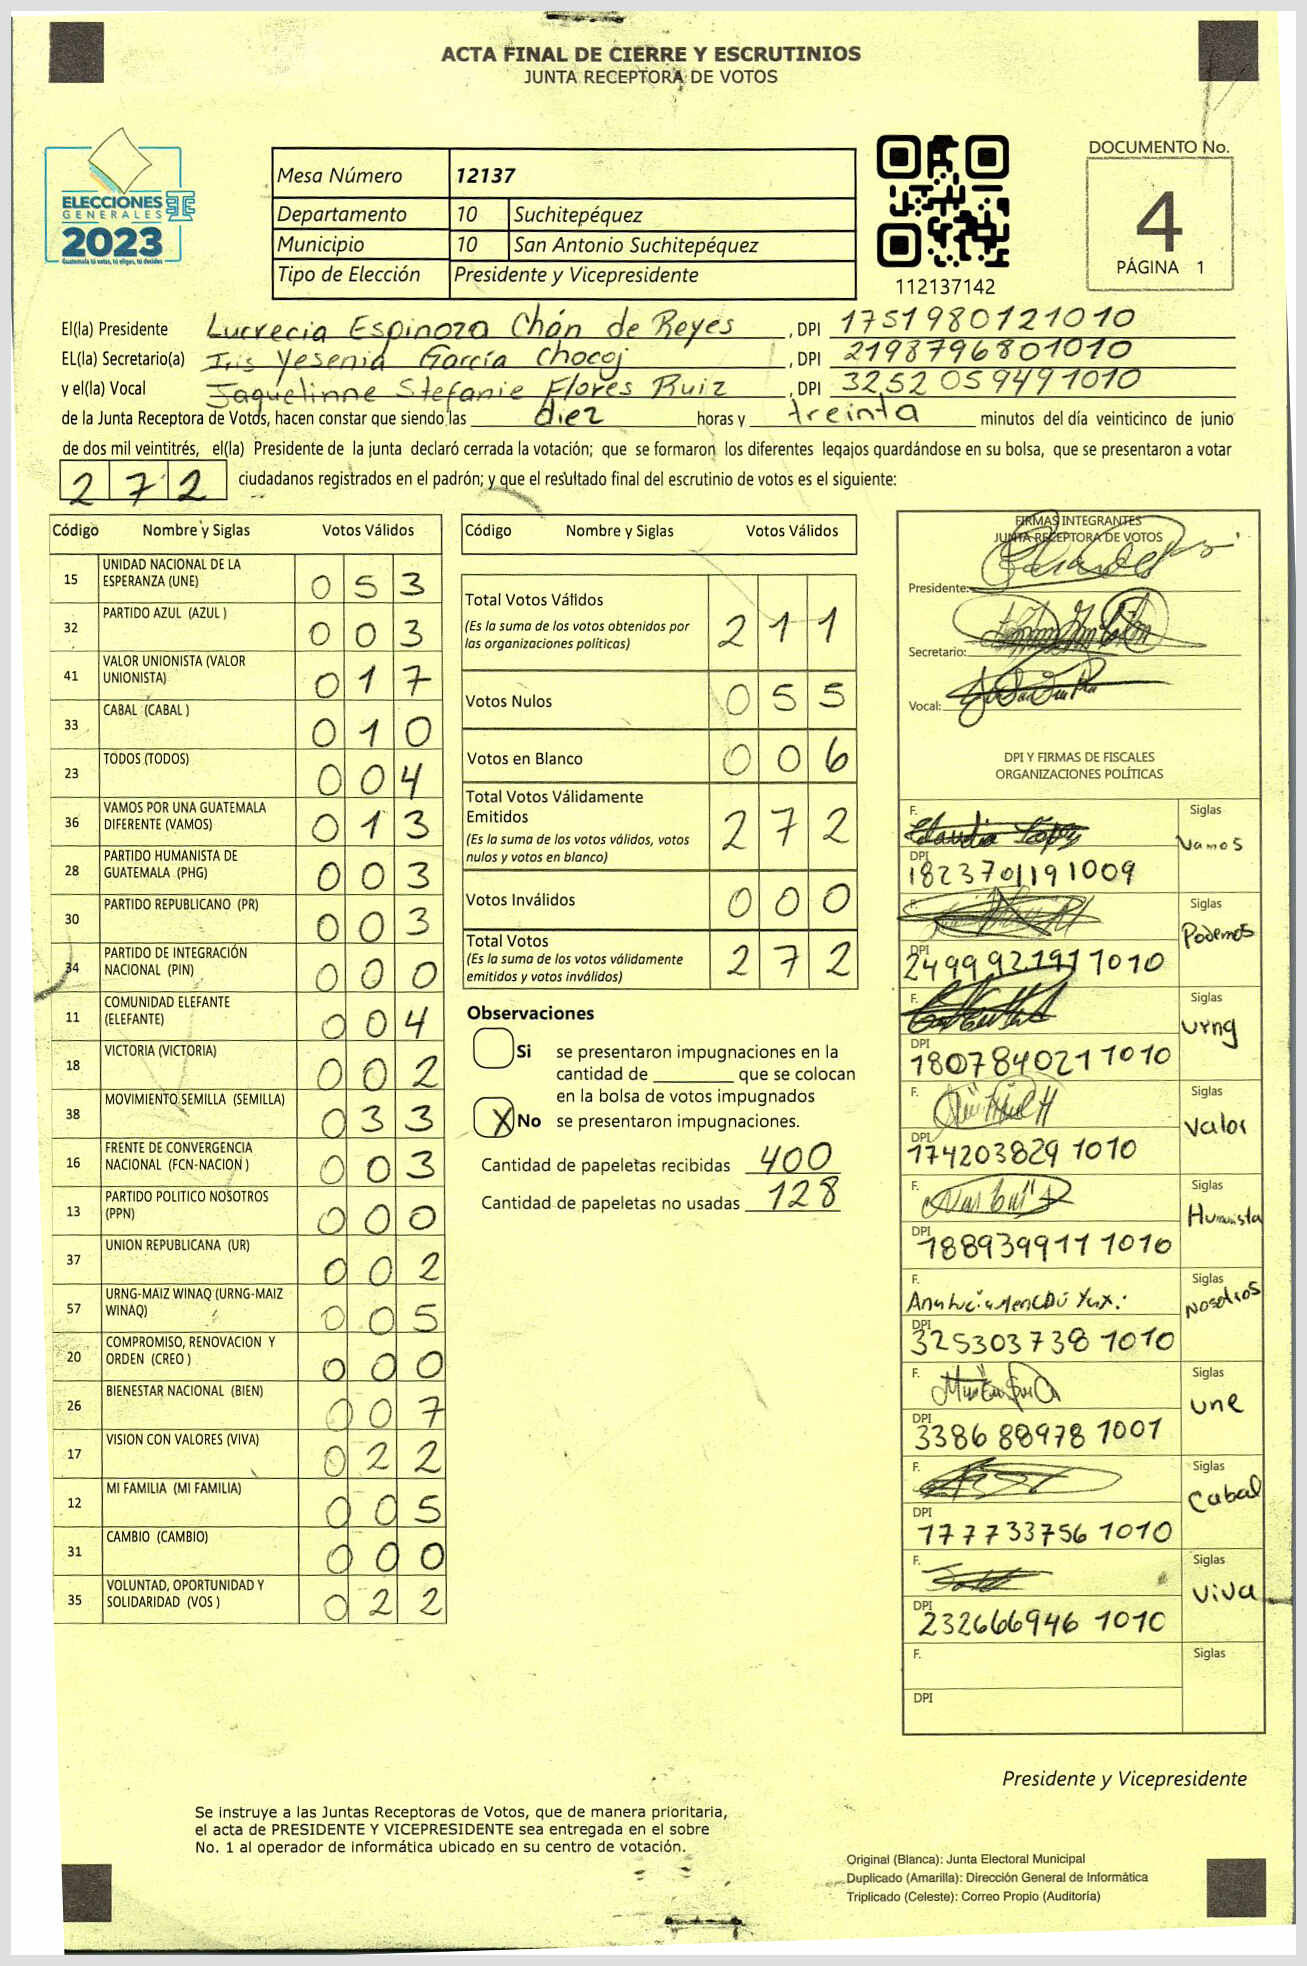 ACTA FINAL DE CIERRE Y ESCRUTINIOS
JUNTA RECEPTORA DE VOTOS
ELECCIONES
GENERALES
2023
Guatemala tú votas, tú eliges, tú decides
Mesa Número 12137
Departamento 10 Suchitepéquez
Municipio 10 San Antonio Suchitepéquez
Tipo de Elección Presidente y Vicepresidente
112137142
DOCUMENTO No.
4
PÁGINA 1
El(la) Presidente Lucrecia Espinoza Chán de Reyes , DPI 1751980121010
EL(la) Secretario(a) Iris Yesenia García Chocoj , DPI 2198796801010
y el(la) Vocal Jaquelinne Stefanie Flores Ruiz , DPI 3252059491010
de la Junta Receptora de Votos, hacen constar que siendo las diez horas y treinta minutos del día veinticinco de junio
de dos mil veintitrés, el(la) Presidente de la junta declaró cerrada la votación; que se formaron los diferentes legajos quardándose en su bolsa, que se presentaron a votar
272 ciudadanos registrados en el padrón; y que el resultado final del escrutinio de votos es el siguiente:
Código Nombre y Siglas Votos Válidos
15 UNIDAD NACIONAL DE LA
ESPERANZA (UNE) 053
32 PARTIDO AZUL (AZUL ) 003
41 VALOR UNIONISTA (VALOR
UNIONISTA) 017
33 CABAL (CABAL ) 010
23 TODOS (TODOS) 004
36 VAMOS POR UNA GUATEMALA
DIFERENTE (VAMOS) 013
28 PARTIDO HUMANISTA DE
GUATEMALA (PHG) 003
30 PARTIDO REPUBLICANO (PR) 003
34 PARTIDO DE INTEGRACIÓN
NACIONAL (PIN) 000
11 COMUNIDAD ELEFANTE
(ELEFANTE) 004
18 VICTORIA (VICTORIA) 002
38 MOVIMIENTO SEMILLA (SEMILLA) 033
16 FRENTE DE CONVERGENCIA
NACIONAL (FCN-NACION ) 003
13 PARTIDO POLITICO NOSOTROS
(PPN) 000
37 UNION REPUBLICANA (UR) 002
57 URNG-MAIZ WINAQ (URNG-MAIZ
WINAQ) 005
20 COMPROMISO, RENOVACION Y
ORDEN (CREO ) 000
26 BIENESTAR NACIONAL (BIEN) 007
17 VISION CON VALORES (VIVA) 022
12 MI FAMILIA (MI FAMILIA) 005
31 CAMBIO (CAMBIO) 000
35 VOLUNTAD, OPORTUNIDAD Y
SOLIDARIDAD (VOS ) 022
Código Nombre y Siglas Votos Válidos
Total Votos Válidos 211
(Es la suma de los votos obtenidos por
las organizaciones politicas)
Votos Nulos 055
Votos en Blanco 006
Total Votos Válidamente
Emitidos 272
(Es la suma de los votos válidos, votos
nulos y votos en blanco)
Votos Inválidos 000
Total Votos 272
(Es la suma de los votos válidamente
emitidos y votos inválidos)
Observaciones
Si se presentaron impugnaciones en la
cantidad de ________ que se colocan
en la bolsa de votos impugnados
X No se presentaron impugnaciones.
Cantidad de papeletas recibidas 400
Cantidad de papeletas no usadas 128
FIRMAS INTEGRANTES
JUNTA RECEPTORA DE VOTOS
Presidente:
Secretario:
Vocal:
DPI Y FIRMAS DE FISCALES
ORGANIZACIONES POLÍTICAS
F. Claudia López Siglas Vamos
DPI 1823701191009
F. Siglas Podemos
DPI 2499921911010
F. Siglas Urng
DPI 1807840211010
F. Siglas Valor
DPI 1742038291010
F. Siglas Humanista
DPI 1889399111010
F. Siglas Nosotros
DPI 3253037381010
F. Siglas une
DPI 3386889781001
F. Siglas Cabal
DPI 1777337561010
F. Siglas Viva
DPI 2326669461010
F. Siglas
DPI
Presidente y Vicepresidente
Se instruye a las Juntas Receptoras de Votos, que de manera prioritaria,
el acta de PRESIDENTE Y VICEPRESIDENTE sea entregada en el sobre
No. 1 al operador de informática ubicado en su centro de votación.
Original (Blanca): Junta Electoral Municipal
Duplicado (Amarilla): Dirección General de Informática
Triplicado (Celeste): Correo Propio (Auditoría)